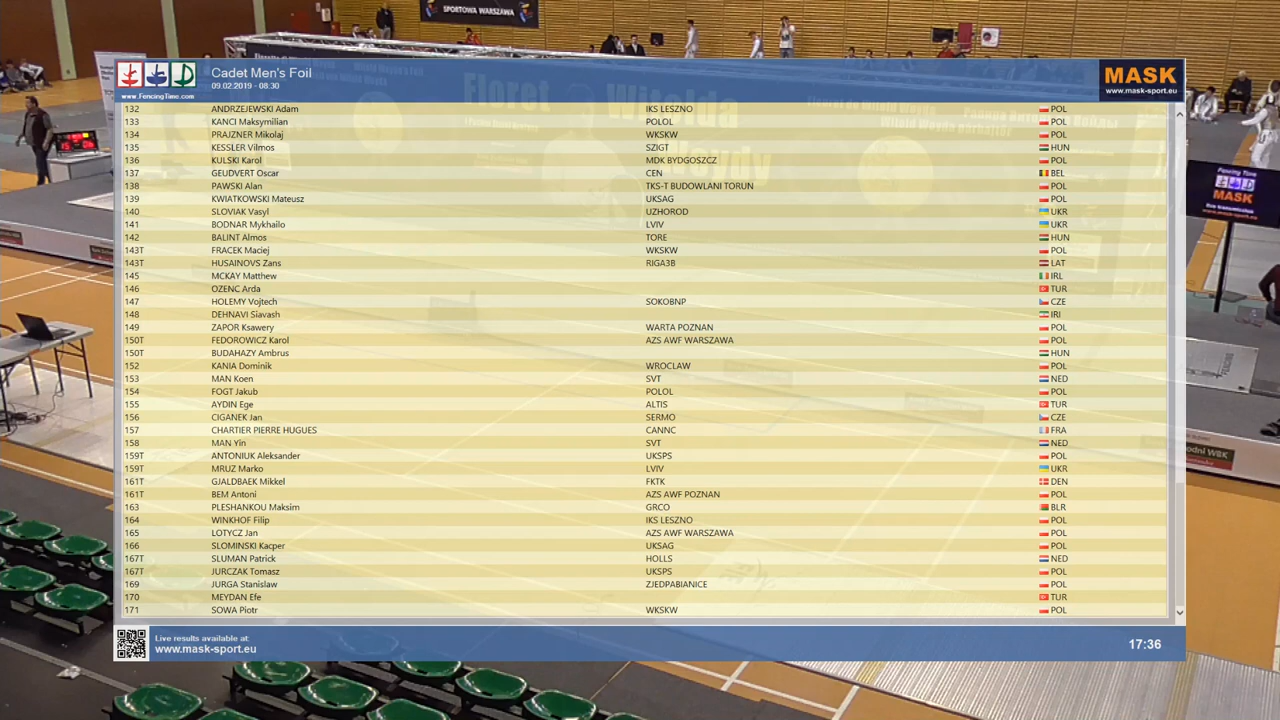 SPORTOWA WARSZAWA
Cadet Men's Foil
09.02.2019 - 08:30
www.FencingTime.com
MASK
www.mask-sport.eu
132 ANDRZEJEWSKI Adam IKS LESZNO POL
133 KANCI Maksymilian POLOL POL
134 PRAJZNER Mikolaj WKSKW POL
135 KESSLER Vilmos SZIGT HUN
136 KULSKI Karol MDK BYDGOSZCZ POL
137 GEUDVERT Oscar CEN BEL
138 PAWSKI Alan TKS-T BUDOWLANI TORUN POL
139 KWIATKOWSKI Mateusz UKSAG POL
140 SLOVIAK Vasyl UZHOROD UKR
141 BODNAR Mykhailo LVIV UKR
142 BALINT Almos TORE HUN
143T FRACEK Maciej WKSKW POL
143T HUSAINOVS Zans RIGA3B LAT
145 MCKAY Matthew IRL
146 OZENC Arda TUR
147 HOLEMY Vojtech SOKOBNP CZE
148 DEHNAVI Siavash IRI
149 ZAPOR Ksawery WARTA POZNAN POL
150T FEDOROWICZ Karol AZS AWF WARSZAWA POL
150T BUDAHAZY Ambrus HUN
152 KANIA Dominik WROCLAW POL
153 MAN Koen SVT NED
154 FOGT Jakub POLOL POL
155 AYDIN Ege ALTIS TUR
156 CIGANEK Jan SERMO CZE
157 CHARTIER PIERRE HUGUES CANNC FRA
158 MAN Yin SVT NED
159T ANTONIUK Aleksander UKSPS POL
159T MRUZ Marko LVIV UKR
161T GJALDBAEK Mikkel FKTK DEN
161T BEM Antoni AZS AWF POZNAN POL
163 PLESHANKOU Maksim GRCO BLR
164 WINKHOF Filip IKS LESZNO POL
165 LOTYCZ Jan AZS AWF WARSZAWA POL
166 SLOMINSKI Kacper UKSAG POL
167T SLUMAN Patrick HOLLS NED
167T JURCZAK Tomasz UKSPS POL
169 JURGA Stanislaw ZJEDPABIANICE POL
170 MEYDAN Efe TUR
171 SOWA Piotr WKSKW POL
Fencing Time
MASK
Live results available at:
www.mask-sport.eu
17:36